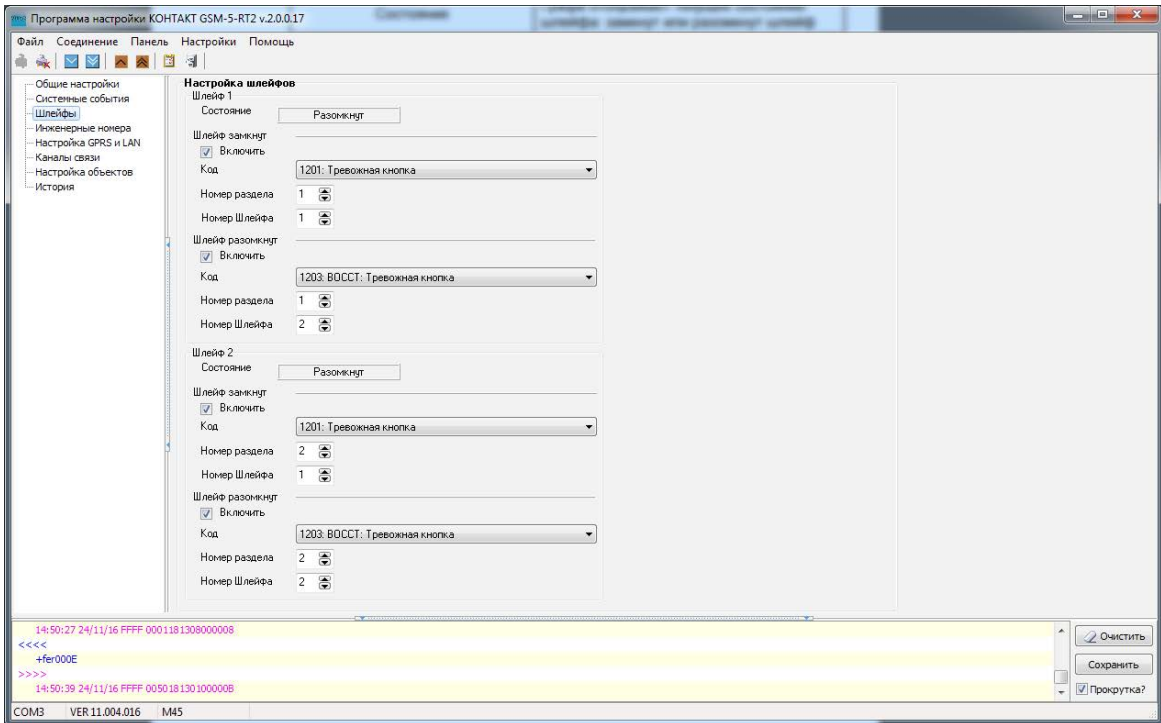 Программа настройки КОНТАКТ GSM-5-RT2 v.2.0.0.17
Состояние
шлейфа: замкнут или разомкнут шлейф
Файл Соединение Панель Настройки Помощь
Общие настройки
Системные события
Шлейфы
Инженерные номера
Настройка GPRS и LAN
Каналы связи
Настройка объектов
История
Настройка шлейфов
Шлейф 1
Состояние Разомкнут
Шлейф замкнут
Включить
Код 1201: Тревожная кнопка
Номер раздела 1
Номер Шлейфа 1
Шлейф разомкнут
Включить
Код 1203: ВОССТ: Тревожная кнопка
Номер раздела 1
Номер Шлейфа 2
Шлейф 2
Состояние Разомкнут
Шлейф замкнут
Включить
Код 1201: Тревожная кнопка
Номер раздела 2
Номер Шлейфа 1
Шлейф разомкнут
Включить
Код 1203: ВОССТ: Тревожная кнопка
Номер раздела 2
Номер Шлейфа 2
14:50:27 24/11/16 FFFF 0001181308000008
<<<<
+fer000E
>>>>
14:50:39 24/11/16 FFFF 005018130100000B
Очистить
Сохранить
Прокрутка?
COM3 VER 11.004.016 M45